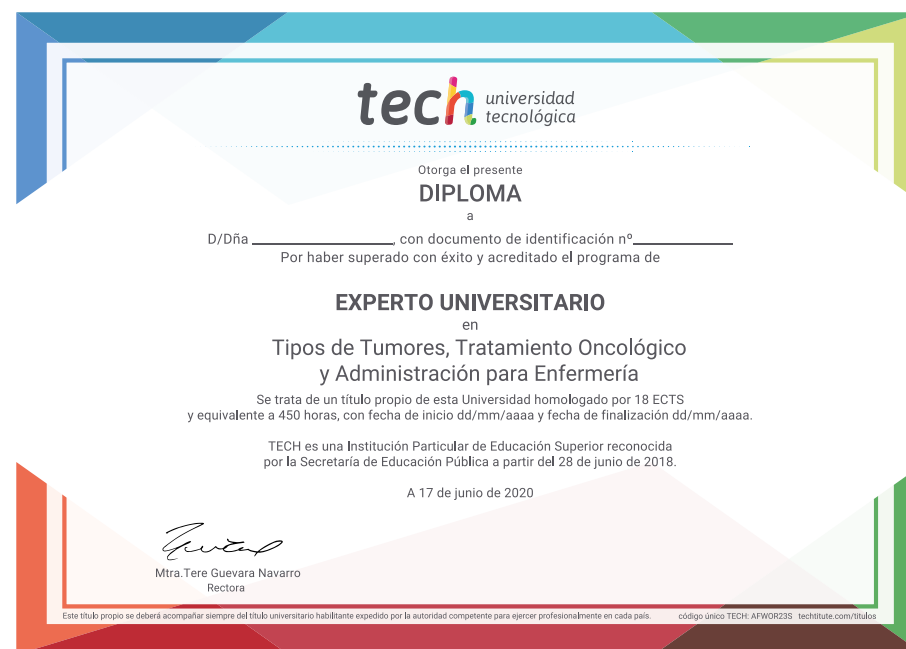 tech universidad
tecnológica
Otorga el presente
DIPLOMA
a
D/Dña ______________, con documento de identificación nº__________
Por haber superado con éxito y acreditado el programa de
EXPERTO UNIVERSITARIO
en
Tipos de Tumores, Tratamiento Oncológico
y Administración para Enfermería
Se trata de un título propio de esta Universidad homologado por 18 ECTS
y equivalente a 450 horas, con fecha de inicio dd/mm/aaaa y fecha de finalización dd/mm/aaaa.
TECH es una Institución Particular de Educación Superior reconocida
por la Secretaría de Educación Pública a partir del 28 de junio de 2018.
A 17 de junio de 2020
Mtra.Tere Guevara Navarro
Rectora
Este título propio se deberá acompañar siempre del título universitario habilitante expedido por la autoridad competente para ejercer profesionalmente en cada país. código único TECH: AFWOR23S techtitute.com/titulos